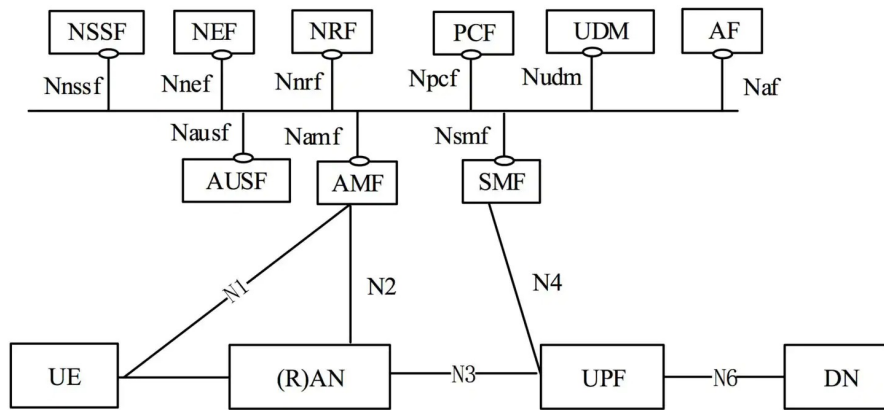 NSSF NEF NRF PCF UDM AF
Nnssf Nnef Nnrf Npcf Nudm Naf
Nausf Namf Nsmf
AUSF AMF SMF
N1 N2 N4
UE (R)AN N3 UPF N6 DN